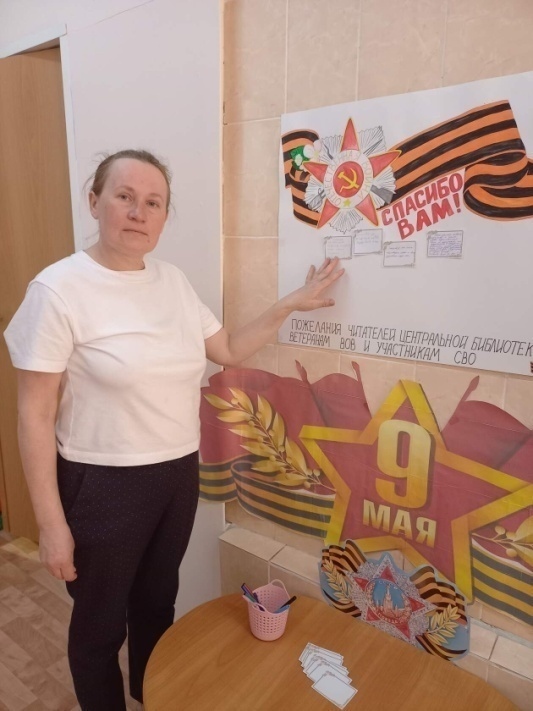 СПАСИБО
ВАМ!
ПОЖЕЛАНИЯ ЧИТАТЕЛЕЙ ЦЕНТРАЛЬНОЙ БИБЛИОТЕК
ВЕТЕРАНАМ ВОВ И УЧАСТНИКАМ СВО
9
МАЯ